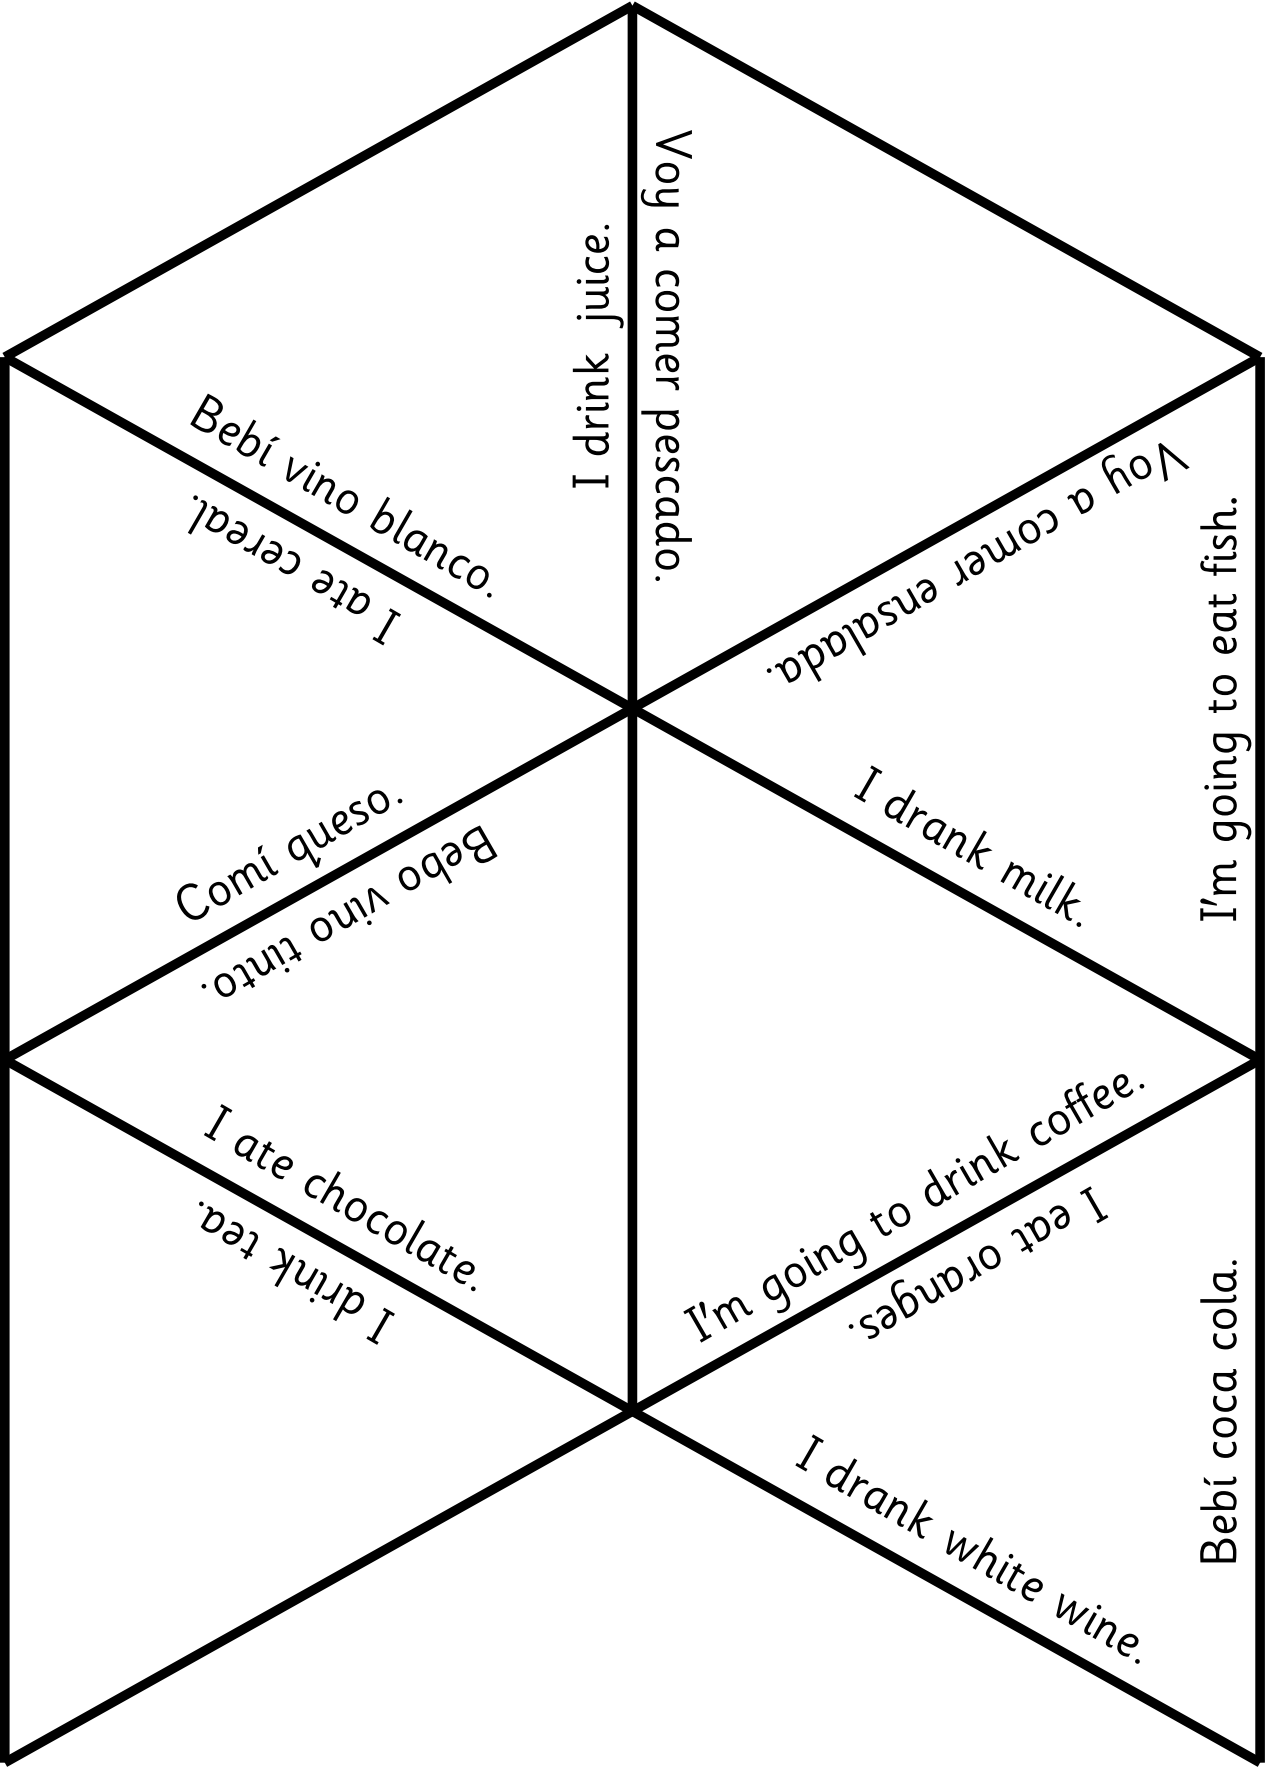 I drink juice.
Voy a comer pescado.
Bebí vino blanco.
I ate cereal.
Voy a comer ensalada.
I'm going to eat fish.
I drank milk.
Comí queso.
Bebo vino tinto.
I ate chocolate.
I drink tea.
I'm going to drink coffee.
I eat oranges.
Bebí coca cola.
I drank white wine.